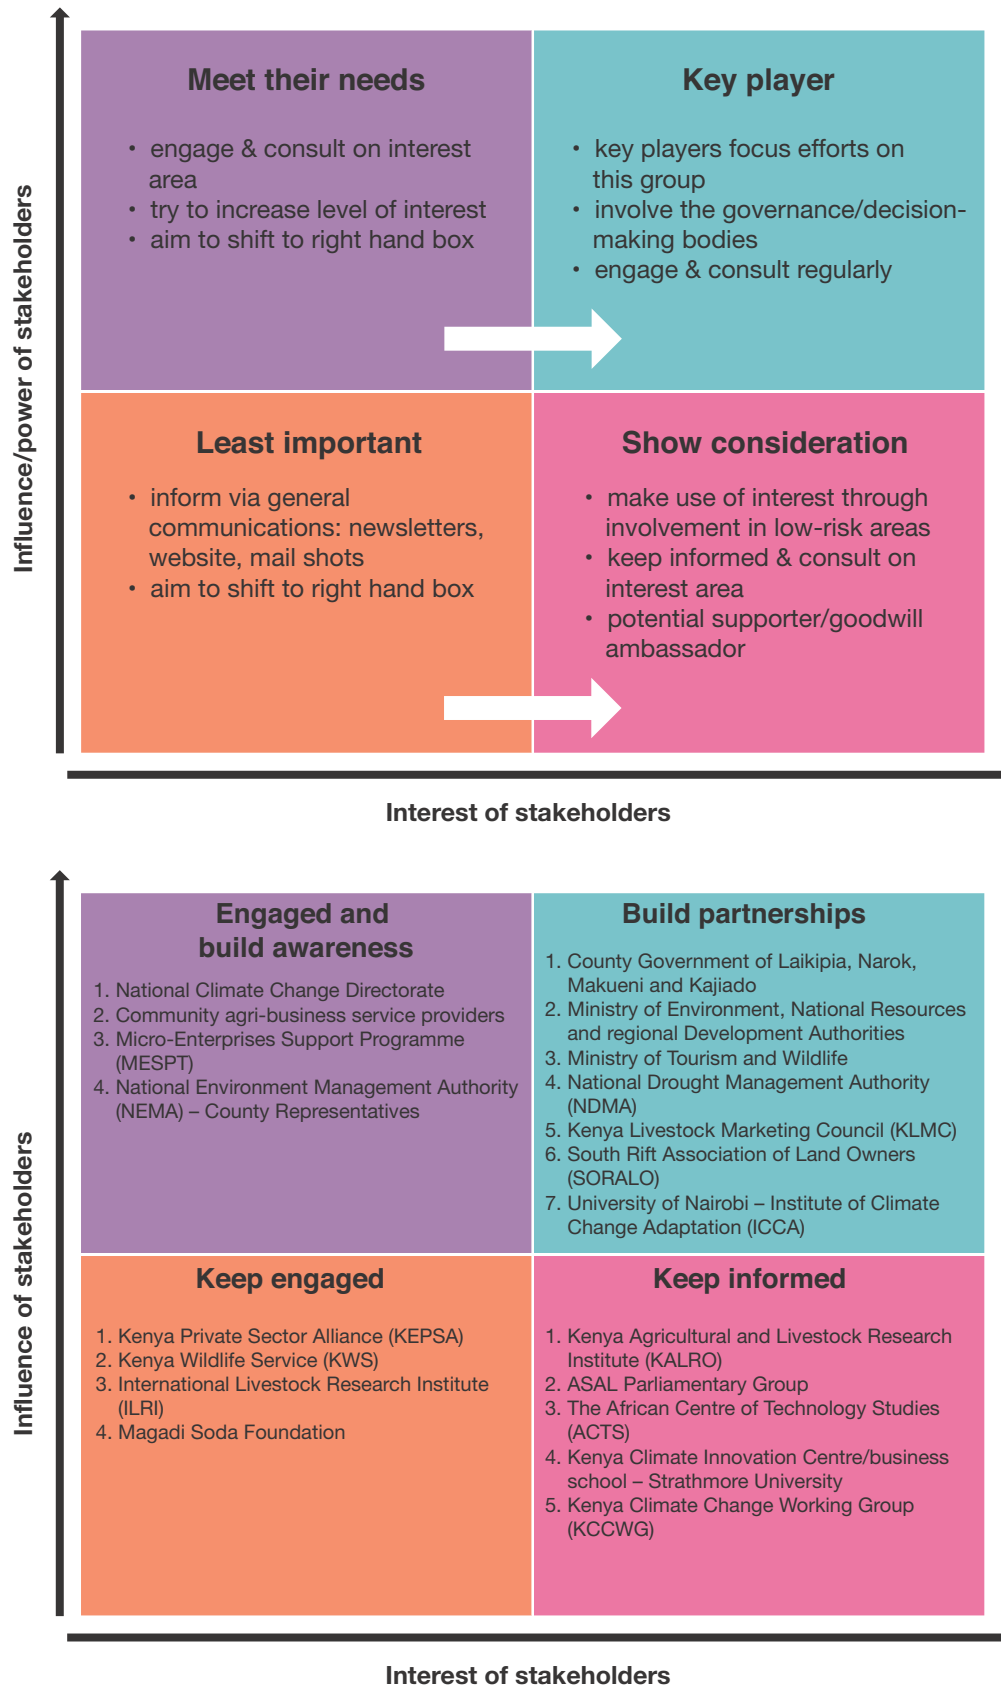 Influence/power of stakeholders
Meet their needs
• engage & consult on interest
area
• try to increase level of interest
• aim to shift to right hand box
Key player
• key players focus efforts on
this group
• involve the governance/decision-
making bodies
• engage & consult regularly
Least important
• inform via general
communications: newsletters,
website, mail shots
• aim to shift to right hand box
Show consideration
• make use of interest through
involvement in low-risk areas
• keep informed & consult on
interest area
• potential supporter/goodwill
ambassador
Interest of stakeholders
Influence of stakeholders
Engaged and
build awareness
1. National Climate Change Directorate
2. Community agri-business service providers
3. Micro-Enterprises Support Programme
(MESPT)
4. National Environment Management Authority
(NEMA) – County Representatives
Build partnerships
1. County Government of Laikipia, Narok,
Makueni and Kajiado
2. Ministry of Environment, National Resources
and regional Development Authorities
3. Ministry of Tourism and Wildlife
4. National Drought Management Authority
(NDMA)
5. Kenya Livestock Marketing Council (KLMC)
6. South Rift Association of Land Owners
(SORALO)
7. University of Nairobi – Institute of Climate
Change Adaptation (ICCA)
Keep engaged
1. Kenya Private Sector Alliance (KEPSA)
2. Kenya Wildlife Service (KWS)
3. International Livestock Research Institute
(ILRI)
4. Magadi Soda Foundation
Keep informed
1. Kenya Agricultural and Livestock Research
Institute (KALRO)
2. ASAL Parliamentary Group
3. The African Centre of Technology Studies
(ACTS)
4. Kenya Climate Innovation Centre/business
school – Strathmore University
5. Kenya Climate Change Working Group
(KCCWG)
Interest of stakeholders